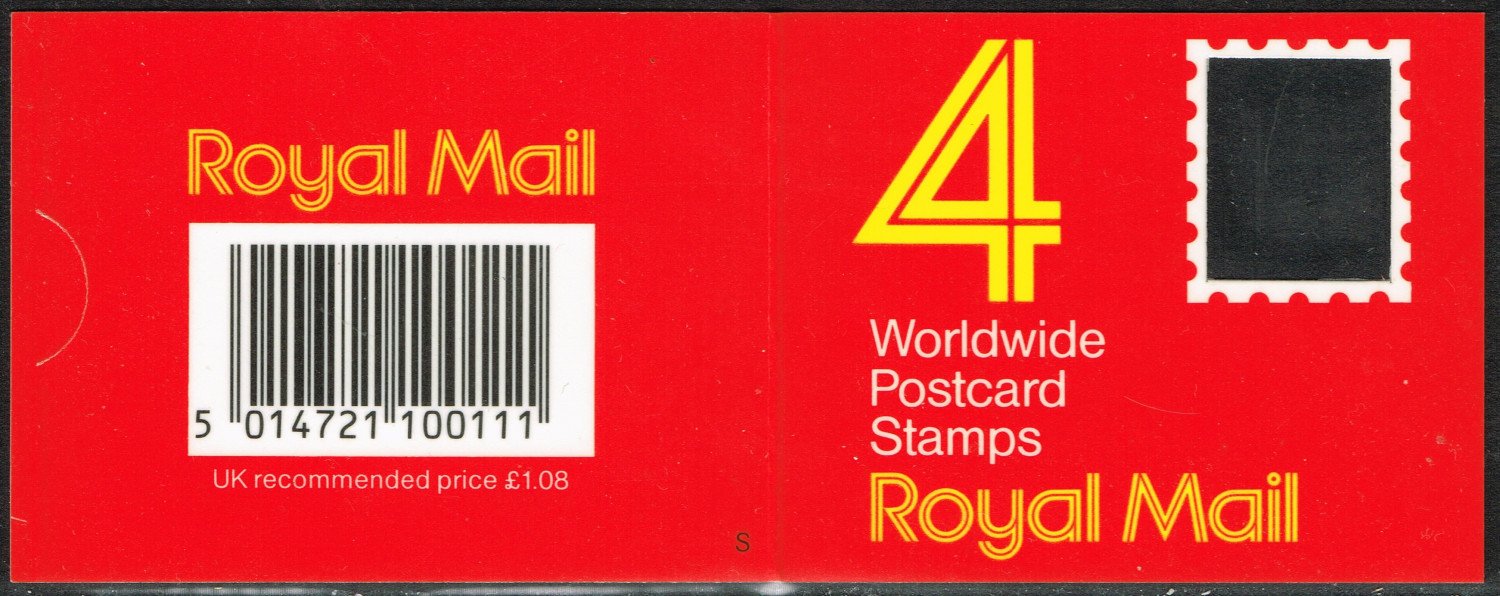 Royal Mail
5 014721 100111
UK recommended price £1.08
S
4
Worldwide
Postcard
Stamps
Royal Mail